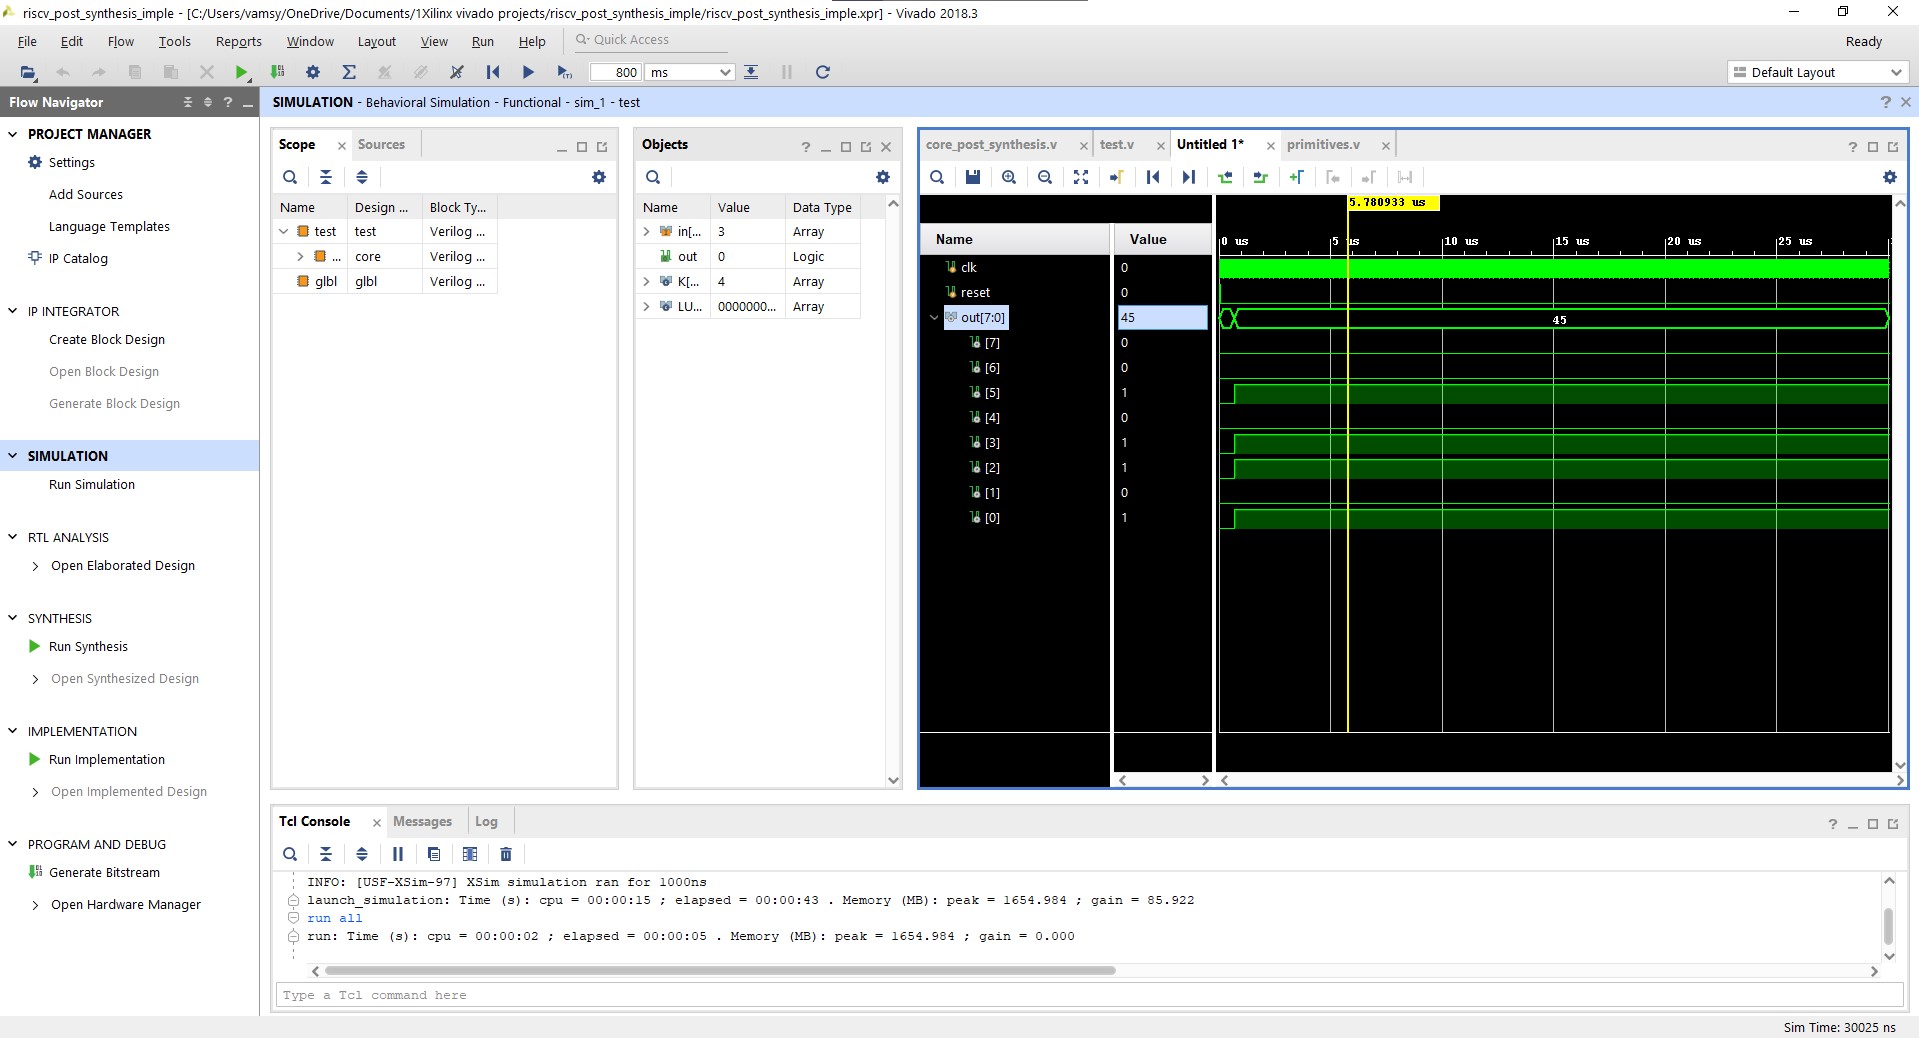 riscv_post_synthesis_imple - [C:/Users/vamsy/OneDrive/Documents/1Xilinx vivado projects/riscv_post_synthesis_imple/riscv_post_synthesis_imple.xpr] - Vivado 2018.3
File Edit Flow Tools Reports Window Layout View Run Help Quick Access Ready
800 ms Default Layout
Flow Navigator
SIMULATION - Behavioral Simulation - Functional - sim_1 - test
PROJECT MANAGER
Settings
Add Sources
Language Templates
IP Catalog
IP INTEGRATOR
Create Block Design
Open Block Design
Generate Block Design
SIMULATION
Run Simulation
RTL ANALYSIS
Open Elaborated Design
SYNTHESIS
Run Synthesis
Open Synthesized Design
IMPLEMENTATION
Run Implementation
Open Implemented Design
PROGRAM AND DEBUG
Generate Bitstream
Open Hardware Manager
Scope Sources
Name Design ... Block Ty...
test test Verilog ...
... core Verilog ...
glbl glbl Verilog ...
Objects
Name Value Data Type
in[... 3 Array
out 0 Logic
K[... 4 Array
LU... 0000000... Array
core_post_synthesis.v test.v Untitled 1* primitives.v
5.780933 us
Name Value
0 us 5 us 10 us 15 us 20 us 25 us
clk 0
reset 0
out[7:0] 45 45
[7] 0
[6] 0
[5] 1
[4] 0
[3] 1
[2] 1
[1] 0
[0] 1
Tcl Console Messages Log
INFO: [USF-XSim-97] XSim simulation ran for 1000ns
launch_simulation: Time (s): cpu = 00:00:15 ; elapsed = 00:00:43 . Memory (MB): peak = 1654.984 ; gain = 85.922
run all
run: Time (s): cpu = 00:00:02 ; elapsed = 00:00:05 . Memory (MB): peak = 1654.984 ; gain = 0.000
Type a Tcl command here
Sim Time: 30025 ns